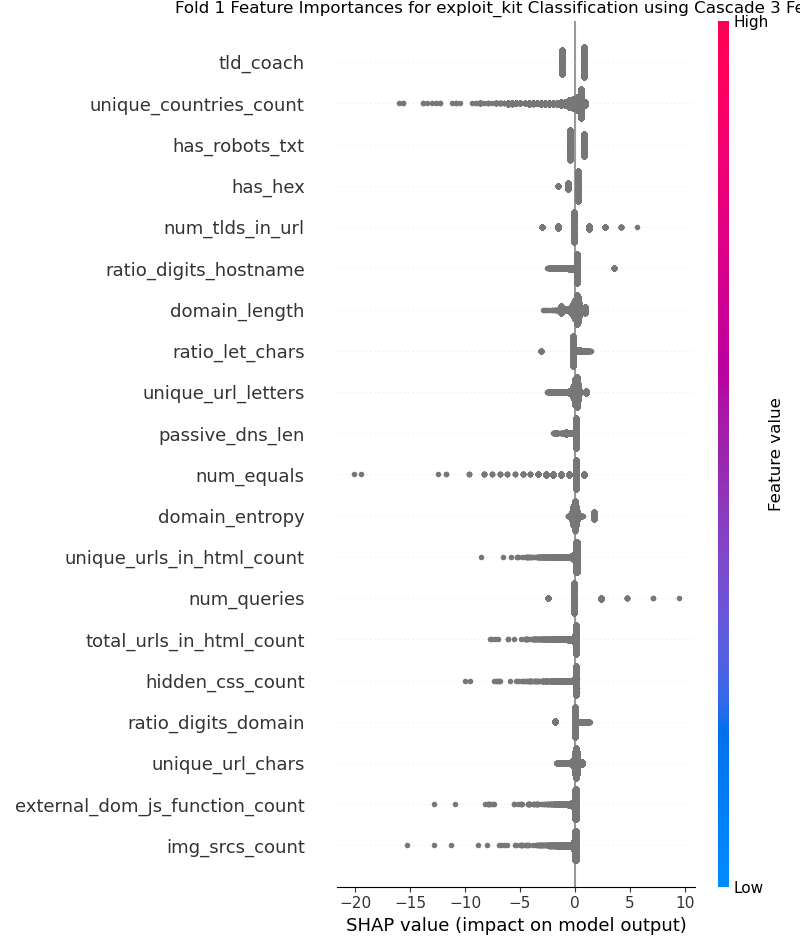 Fold 1 Feature Importances for exploit_kit Classification using Cascade 3 Fe
High
tld_coach
unique_countries_count
has_robots_txt
has_hex
num_tlds_in_url
ratio_digits_hostname
domain_length
ratio_let_chars
unique_url_letters
passive_dns_len
num_equals
domain_entropy
unique_urls_in_html_count
num_queries
total_urls_in_html_count
hidden_css_count
ratio_digits_domain
unique_url_chars
external_dom_js_function_count
img_srcs_count
Feature value
Low
−20 −15 −10 −5 0 5 10
SHAP value (impact on model output)